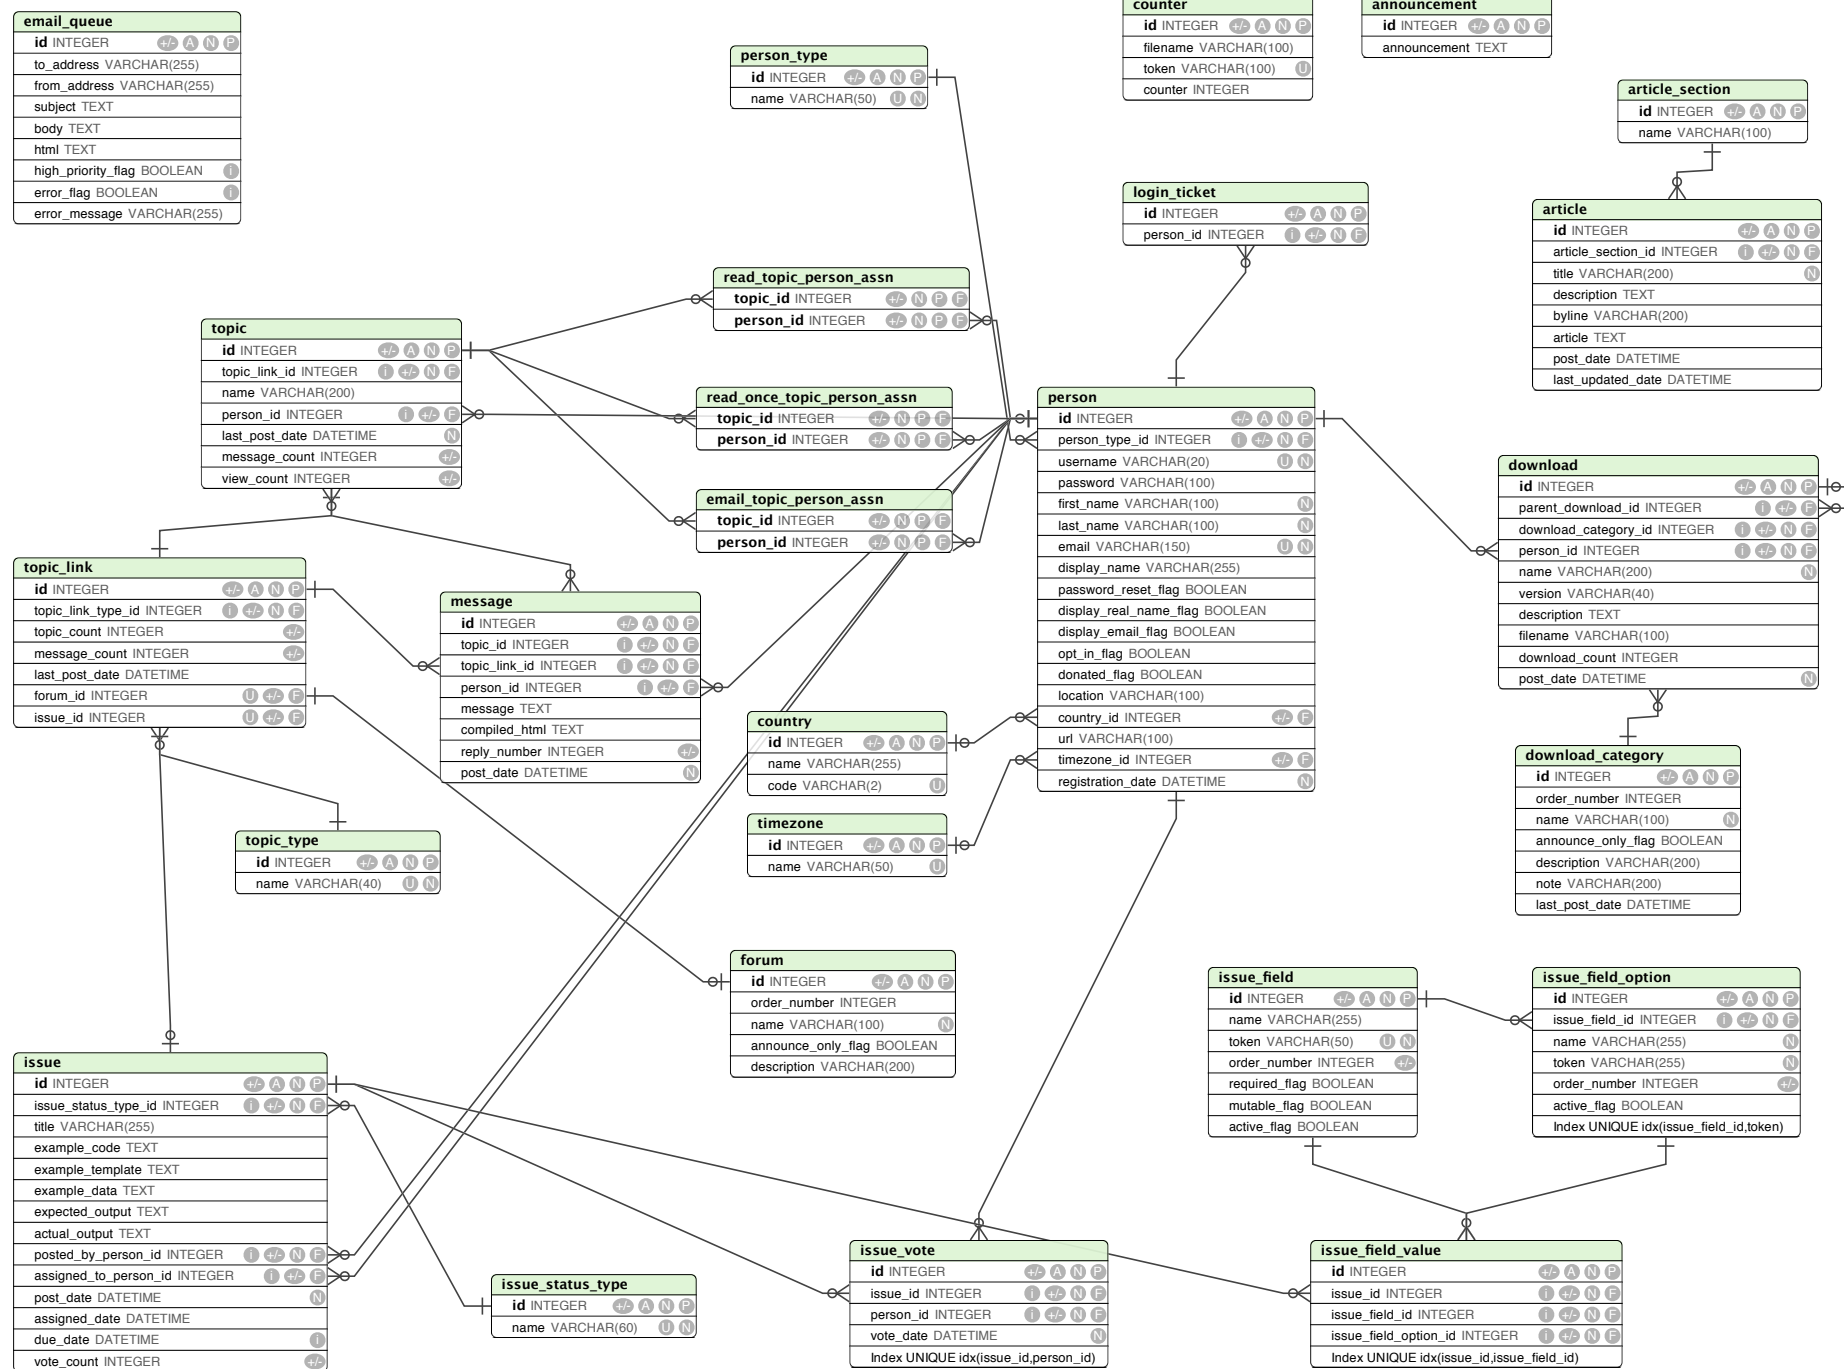 email_queue
id INTEGER +/- A N P
to_address VARCHAR(255)
from_address VARCHAR(255)
subject TEXT
body TEXT
html TEXT
high_priority_flag BOOLEAN i
error_flag BOOLEAN i
error_message VARCHAR(255)
person_type
id INTEGER +/- A N P
name VARCHAR(50) U N
counter
id INTEGER +/- A N P
filename VARCHAR(100)
token VARCHAR(100) U
counter INTEGER
announcement
id INTEGER +/- A N P
announcement TEXT
article_section
id INTEGER +/- A N P
name VARCHAR(100)
login_ticket
id INTEGER +/- A N P
person_id INTEGER i +/- N F
article
id INTEGER +/- A N P
article_section_id INTEGER i +/- N F
title VARCHAR(200) N
description TEXT
byline VARCHAR(200)
article TEXT
post_date DATETIME
last_updated_date DATETIME
read_topic_person_assn
topic_id INTEGER +/- N P F
person_id INTEGER +/- N P F
topic
id INTEGER +/- A N P
topic_link_id INTEGER i +/- N F
name VARCHAR(200)
person_id INTEGER i +/- F
last_post_date DATETIME N
message_count INTEGER +/-
view_count INTEGER +/-
read_once_topic_person_assn
topic_id INTEGER +/- N P F
person_id INTEGER +/- N P F
email_topic_person_assn
topic_id INTEGER +/- N P F
person_id INTEGER +/- N P F
person
id INTEGER +/- A N P
person_type_id INTEGER i +/- N F
username VARCHAR(20) U N
password VARCHAR(100)
first_name VARCHAR(100) N
last_name VARCHAR(100) N
email VARCHAR(150) U N
display_name VARCHAR(255)
password_reset_flag BOOLEAN
display_real_name_flag BOOLEAN
display_email_flag BOOLEAN
opt_in_flag BOOLEAN
donated_flag BOOLEAN
location VARCHAR(100)
country_id INTEGER +/- F
url VARCHAR(100)
timezone_id INTEGER +/- F
registration_date DATETIME N
download
id INTEGER +/- A N P
parent_download_id INTEGER i +/- F
download_category_id INTEGER i +/- N F
person_id INTEGER i +/- N F
name VARCHAR(200) N
version VARCHAR(40)
description TEXT
filename VARCHAR(100)
download_count INTEGER
post_date DATETIME N
topic_link
id INTEGER +/- A N P
topic_link_type_id INTEGER i +/- N F
topic_count INTEGER +/-
message_count INTEGER +/-
last_post_date DATETIME
forum_id INTEGER U +/- F
issue_id INTEGER U +/- F
message
id INTEGER +/- A N P
topic_id INTEGER i +/- N F
topic_link_id INTEGER i +/- N F
person_id INTEGER i +/- F
message TEXT
compiled_html TEXT
reply_number INTEGER +/-
post_date DATETIME N
country
id INTEGER +/- A N P
name VARCHAR(255)
code VARCHAR(2) U
timezone
id INTEGER +/- A N P
name VARCHAR(50) U
download_category
id INTEGER +/- A N P
order_number INTEGER
name VARCHAR(100) N
announce_only_flag BOOLEAN
description VARCHAR(200)
note VARCHAR(200)
last_post_date DATETIME
topic_type
id INTEGER +/- A N P
name VARCHAR(40) U N
forum
id INTEGER +/- A N P
order_number INTEGER
name VARCHAR(100) N
announce_only_flag BOOLEAN
description VARCHAR(200)
issue_field
id INTEGER +/- A N P
name VARCHAR(255)
token VARCHAR(50) U N
order_number INTEGER +/-
required_flag BOOLEAN
mutable_flag BOOLEAN
active_flag BOOLEAN
issue_field_option
id INTEGER +/- A N P
issue_field_id INTEGER i +/- N F
name VARCHAR(255) N
token VARCHAR(255) N
order_number INTEGER +/-
active_flag BOOLEAN
Index UNIQUE idx(issue_field_id,token)
issue
id INTEGER +/- A N P
issue_status_type_id INTEGER i +/- N F
title VARCHAR(255)
example_code TEXT
example_template TEXT
example_data TEXT
expected_output TEXT
actual_output TEXT
posted_by_person_id INTEGER i +/- N F
assigned_to_person_id INTEGER i +/- F
post_date DATETIME N
assigned_date DATETIME
due_date DATETIME i
vote_count INTEGER +/-
issue_status_type
id INTEGER +/- A N P
name VARCHAR(60) U N
issue_vote
id INTEGER +/- A N P
issue_id INTEGER i +/- N F
person_id INTEGER i +/- N F
vote_date DATETIME N
Index UNIQUE idx(issue_id,person_id)
issue_field_value
id INTEGER +/- A N P
issue_id INTEGER i +/- N F
issue_field_id INTEGER i +/- N F
issue_field_option_id INTEGER i +/- N F
Index UNIQUE idx(issue_id,issue_field_id)